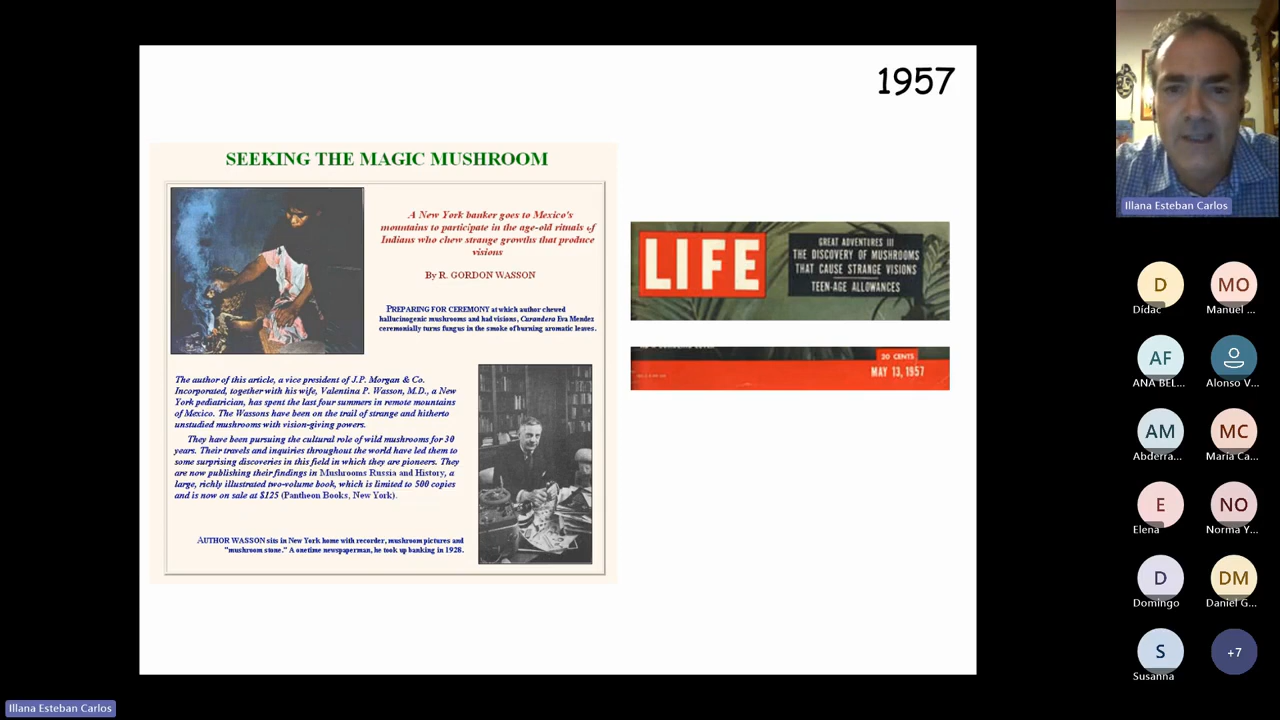 1957
SEEKING THE MAGIC MUSHROOM
A New York banker goes to Mexico's
mountains to participate in the age-old rituals of
Indians who chew strange growths that produce
visions
By R. GORDON WASSON
PREPARING FOR CEREMONY at which author chewed
hallucinogenic mushrooms and had visions, Curandera Eva Mendez
ceremonially turns fungus in the smoke of burning aromatic leaves.
The author of this article, a vice president of J.P. Morgan & Co.
Incorporated, together with his wife, Valentina P. Wasson, M.D., a New
York pediatrician, has spent the last four summers in remote mountains
of Mexico. The Wassons have been on the trail of strange and hitherto
unstudied mushrooms with vision-giving powers.
They have been pursuing the cultural role of wild mushrooms for 30
years. Their travels and inquiries throughout the world have led them to
some surprising discoveries in this field in which they are pioneers. They
are now publishing their findings in Mushrooms Russia and History, a
large, richly illustrated two-volume book, which is limited to 500 copies
and is now on sale at $125 (Pantheon Books, New York).
AUTHOR WASSON sits in New York home with recorder, mushroom pictures and
"mushroom stone." A onetime newspaperman, he took up banking in 1928.
LIFE
GREAT ADVENTURES III
THE DISCOVERY OF MUSHROOMS
THAT CAUSE STRANGE VISIONS
TEEN-AGE ALLOWANCES
20 CENTS
MAY 13, 1957
Illana Esteban Carlos
D
Dídac
MO
Manuel ...
AF
ANA BEL...
Alonso V...
AM
Abderra...
MC
María Ca...
E
Elena
NO
Norma Y...
D
Domingo
DM
Daniel G...
S
Susanna
+7
Illana Esteban Carlos